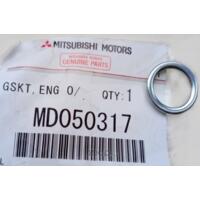 MITSUBISHI MOTORS
GENUINE PARTS
GSKT, ENG O/ QTY:1
MD050317